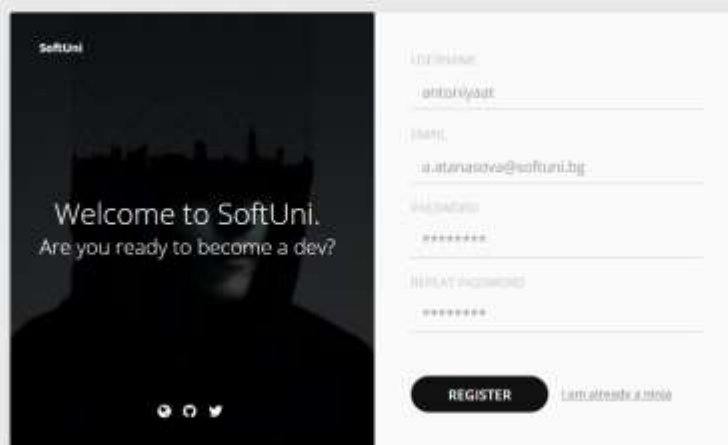 SoftUni
Welcome to SoftUni.
Are you ready to become a dev?
USERNAME
antoniyaat
EMAIL
a.atanasova@softuni.bg
PASSWORD
********
REPEAT PASSWORD
********
REGISTER
I am already a ninja